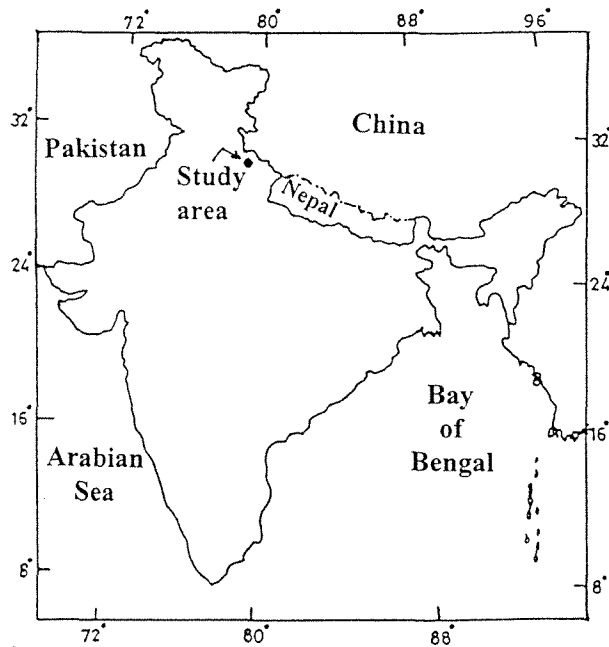 72° 80° 88° 96°
32°
China
32°
Pakistan
Study
area
Nepal
24°
24°
Bay
of
Bengal
15°
16°
Arabian
Sea
8°
8°
72° 80° 88°